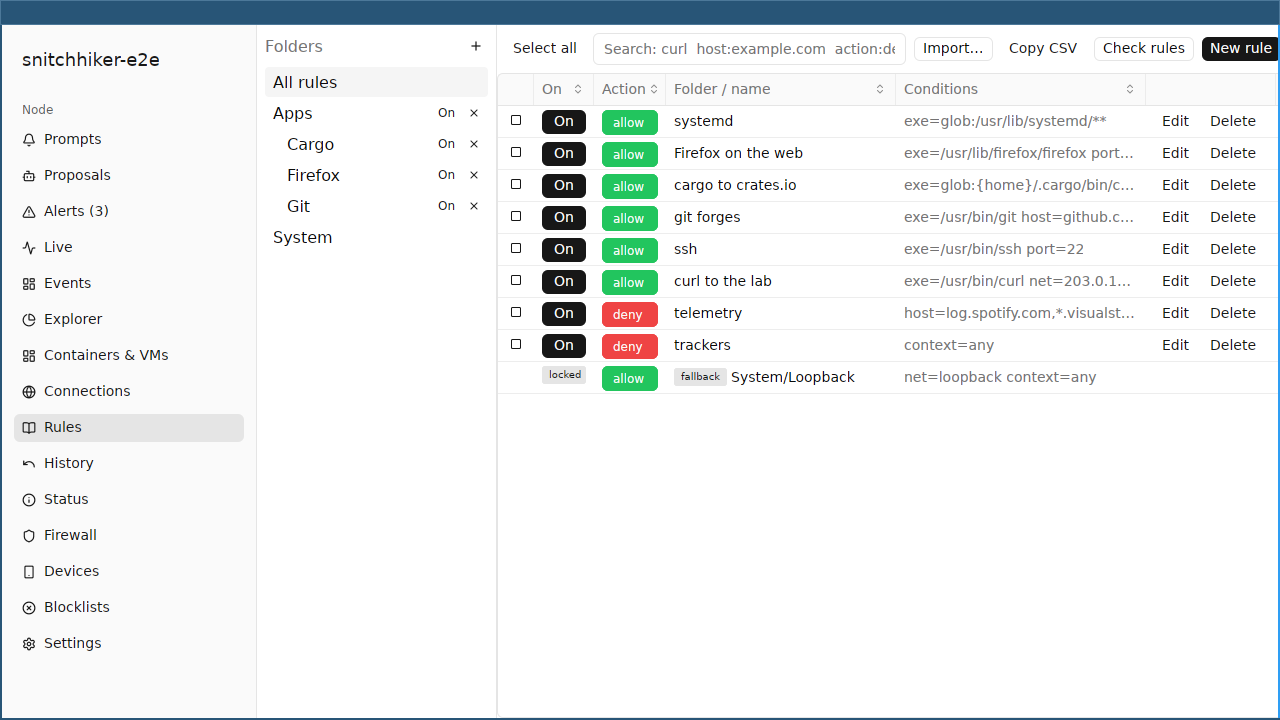 snitchhiker-e2e
Node
Prompts
Proposals
Alerts (3)
Live
Events
Explorer
Containers & VMs
Connections
Rules
History
Status
Firewall
Devices
Blocklists
Settings
Folders +
All rules
Apps On ×
Cargo On ×
Firefox On ×
Git On ×
System
Select all Search: curl host:example.com action:de Import... Copy CSV Check rules New rule
On Action Folder / name Conditions
On allow systemd exe=glob:/usr/lib/systemd/** Edit Delete
On allow Firefox on the web exe=/usr/lib/firefox/firefox port... Edit Delete
On allow cargo to crates.io exe=glob:{home}/.cargo/bin/c... Edit Delete
On allow git forges exe=/usr/bin/git host=github.c... Edit Delete
On allow ssh exe=/usr/bin/ssh port=22 Edit Delete
On allow curl to the lab exe=/usr/bin/curl net=203.0.1... Edit Delete
On deny telemetry host=log.spotify.com,*.visualst... Edit Delete
On deny trackers context=any Edit Delete
locked allow fallback System/Loopback net=loopback context=any